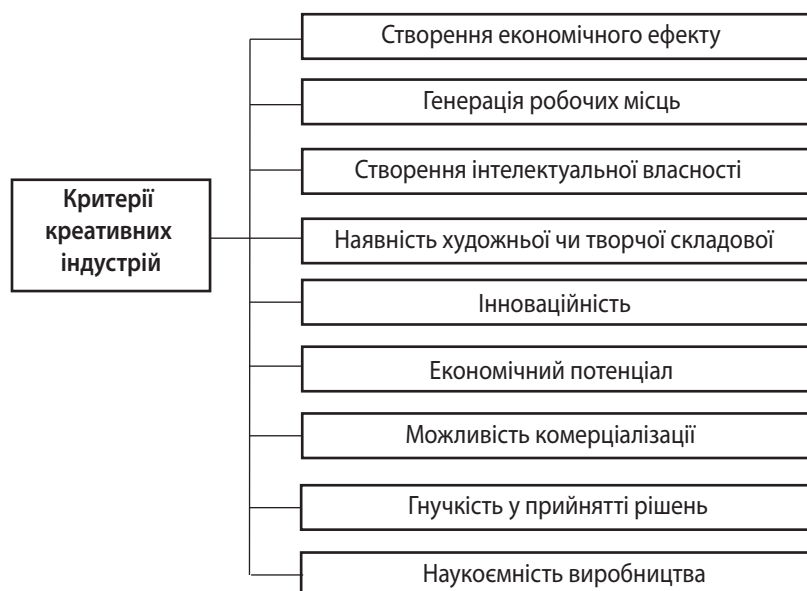 Створення економічного ефекту
Генерація робочих місць
Створення інтелектуальної власності
Критерії
креативних
індустрій
Наявність художньої чи творчої складової
Інноваційність
Економічний потенціал
Можливість комерціалізації
Гнучкість у прийнятті рішень
Наукоємність виробництва